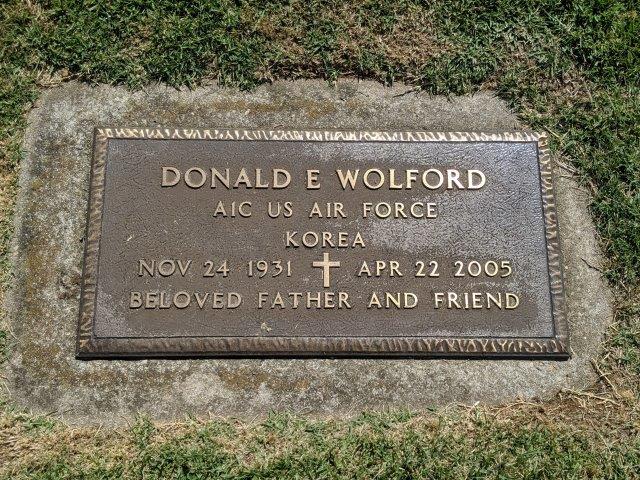 DONALD E WOLFORD
A1C US AIR FORCE
KOREA
NOV 24 1931 APR 22 2005
BELOVED FATHER AND FRIEND